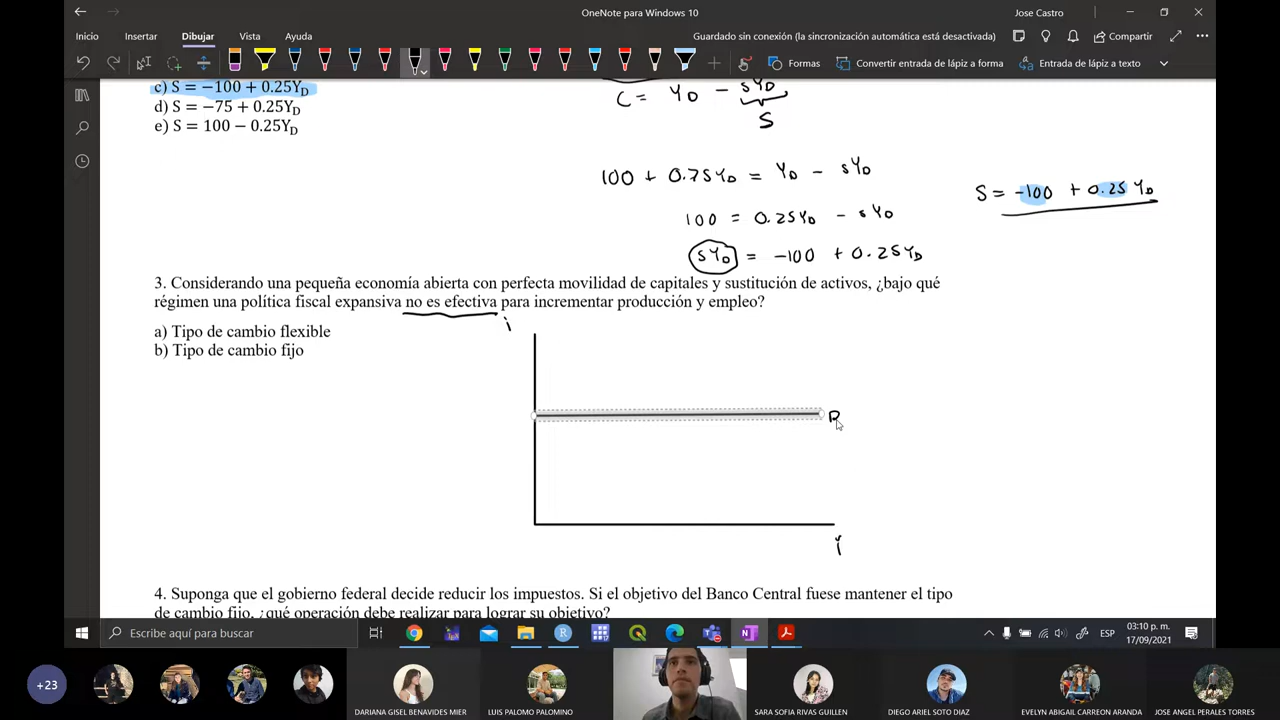 OneNote para Windows 10
Jose Castro
Inicio Insertar Dibujar Vista Ayuda
Guardado sin conexión (la sincronización automática está desactivada)
Compartir
Formas
Convertir entrada de lápiz a forma
Entrada de lápiz a texto
c) S = −100 + 0.25Y_D
d) S = −75 + 0.25Y_D
e) S = 100 − 0.25Y_D
C = Y_D − sY_D
S
100 + 0.75Y_D = Y_D − sY_D
100 = 0.25Y_D − sY_D
sY_D = −100 + 0.25Y_D
S = −100 + 0.25 Y_D
3. Considerando una pequeña economía abierta con perfecta movilidad de capitales y sustitución de activos, ¿bajo qué
régimen una política fiscal expansiva no es efectiva para incrementar producción y empleo?
a) Tipo de cambio flexible
b) Tipo de cambio fijo
i
Y
4. Suponga que el gobierno federal decide reducir los impuestos. Si el objetivo del Banco Central fuese mantener el tipo
de cambio fijo, ¿qué operación debe realizar para lograr su objetivo?
Escribe aquí para buscar
ESP
03:10 p. m.
17/09/2021
+23
DARIANA GISEL BENAVIDES MIER
LUIS PALOMO PALOMINO
SARA SOFIA RIVAS GUILLEN
DIEGO ARIEL SOTO DIAZ
EVELYN ABIGAIL CARREON ARANDA
JOSE ANGEL PERALES TORRES